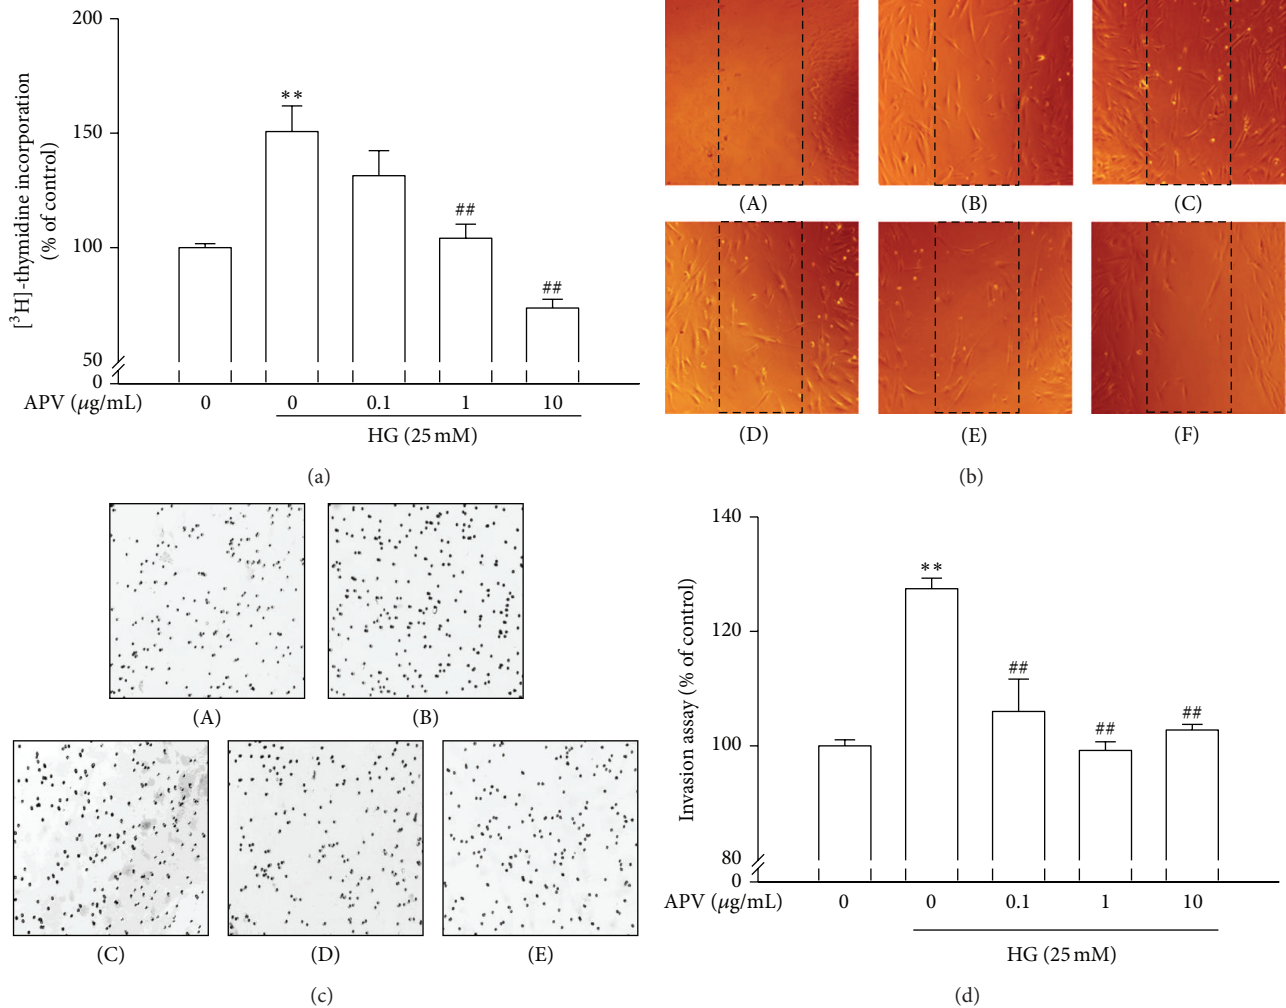 200
150
100
50
0
[³H]-thymidine incorporation
(% of control)
**
##
##
APV (μg/mL)
0
0
0.1
1
10
HG (25 mM)
(a)
(A)
(B)
(C)
(D)
(E)
(F)
(b)
(A)
(B)
(C)
(D)
(E)
(c)
140
120
100
80
0
Invasion assay (% of control)
**
##
##
##
APV (μg/mL)
0
0
0.1
1
10
HG (25 mM)
(d)